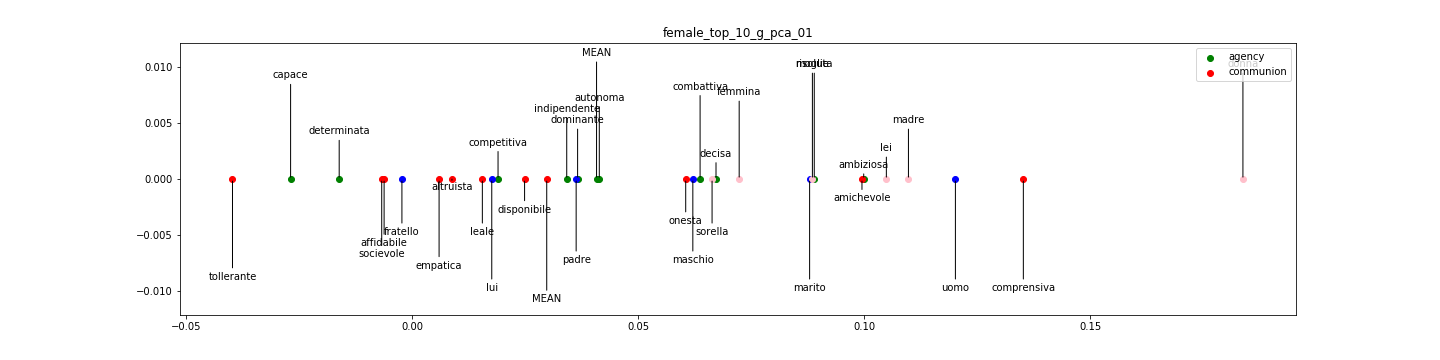 female_top_10_g_pca_01
MEAN
agency
communion
capace
combattiva
femmina
autonoma
indipendente
dominante
determinata
madre
competitiva
lei
decisa
ambiziosa
altruista
amichevole
disponibile
onesta
fratello
leale
sorella
affidabile
socievole
padre
maschio
empatica
tollerante
lui
marito
uomo
comprensiva
MEAN
0.010
0.005
0.000
−0.005
−0.010
−0.05
0.00
0.05
0.10
0.15